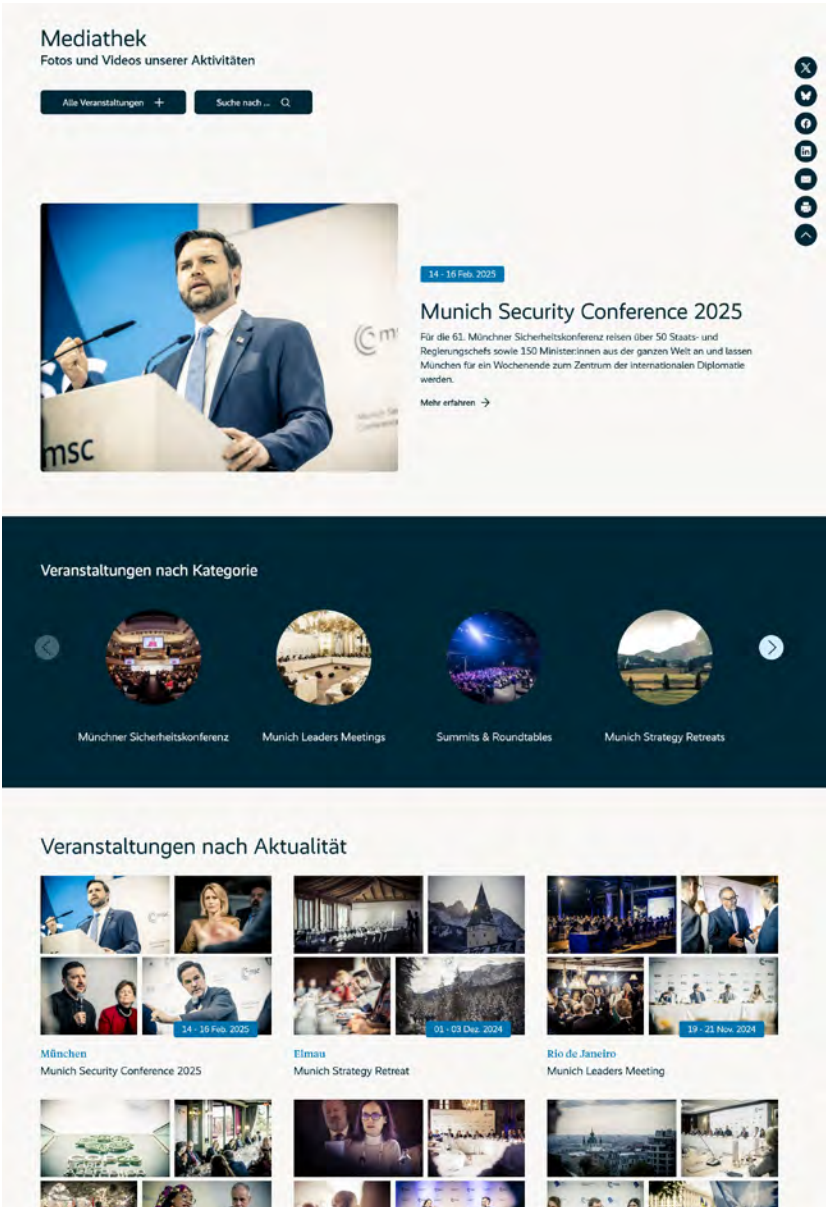 Mediathek
Fotos und Videos unserer Aktivitäten
Alle Veranstaltungen
Suche nach ...
msc
14 - 16 Feb. 2025
Munich Security Conference 2025
Für die 61. Münchner Sicherheitskonferenz reisen über 50 Staats- und
Regierungschefs sowie 150 Minister:innen aus der ganzen Welt an und lassen
München für ein Wochenende zum Zentrum der internationalen Diplomatie
werden.
Mehr erfahren
Veranstaltungen nach Kategorie
Münchner Sicherheitskonferenz
Munich Leaders Meetings
Summits & Roundtables
Munich Strategy Retreats
Veranstaltungen nach Aktualität
14 - 16 Feb. 2025
01 - 03 Dez. 2024
19 - 21 Nov. 2024
München
Elmau
Rio de Janeiro
Munich Security Conference 2025
Munich Strategy Retreat
Munich Leaders Meeting